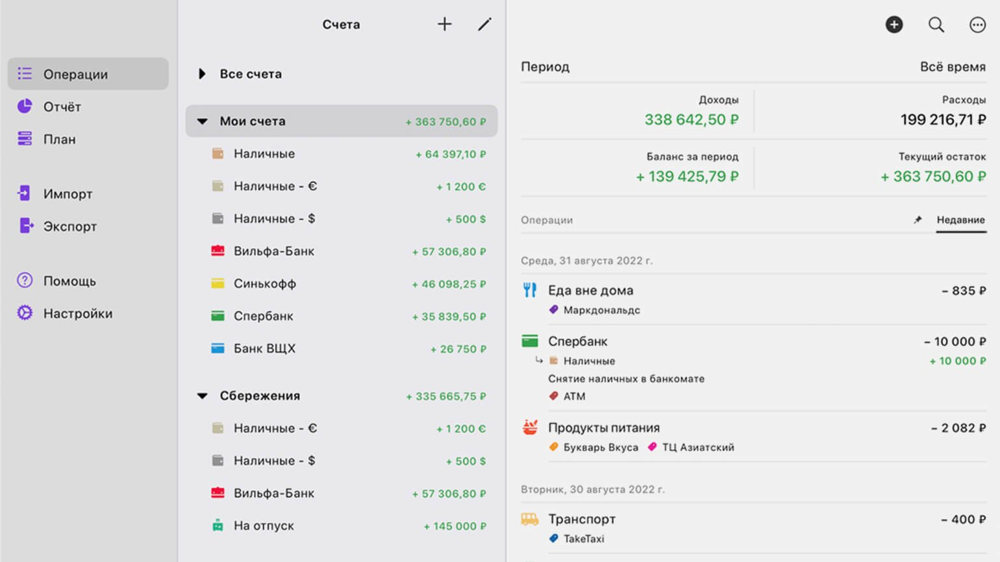 Операции
Отчёт
План
Импорт
Экспорт
Помощь
Настройки
Счета
Все счета
Мои счета + 363 750,60 ₽
Наличные + 64 397,10 ₽
Наличные - € + 1 200 €
Наличные - $ + 500 $
Вильфа-Банк + 57 306,80 ₽
Синькофф + 46 098,25 ₽
Спербанк + 35 839,50 ₽
Банк ВЩХ + 26 750 ₽
Сбережения + 335 665,75 ₽
Наличные - € + 1 200 €
Наличные - $ + 500 $
Вильфа-Банк + 57 306,80 ₽
На отпуск + 145 000 ₽
Период Всё время
Доходы Расходы
338 642,50 ₽ 199 216,71 ₽
Баланс за период Текущий остаток
+ 139 425,79 ₽ + 363 750,60 ₽
Операции Недавние
Среда, 31 августа 2022 г.
Еда вне дома − 835 ₽
Маркдональдс
Спербанк − 10 000 ₽
Наличные + 10 000 ₽
Снятие наличных в банкомате
АТМ
Продукты питания − 2 082 ₽
Букварь Вкуса ТЦ Азиатский
Вторник, 30 августа 2022 г.
Транспорт − 400 ₽
TakeTaxi